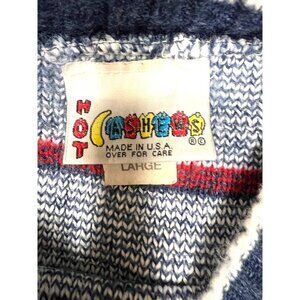 HOT CASHEWS
MADE IN U.S.A.
OVER FOR CARE
LARGE